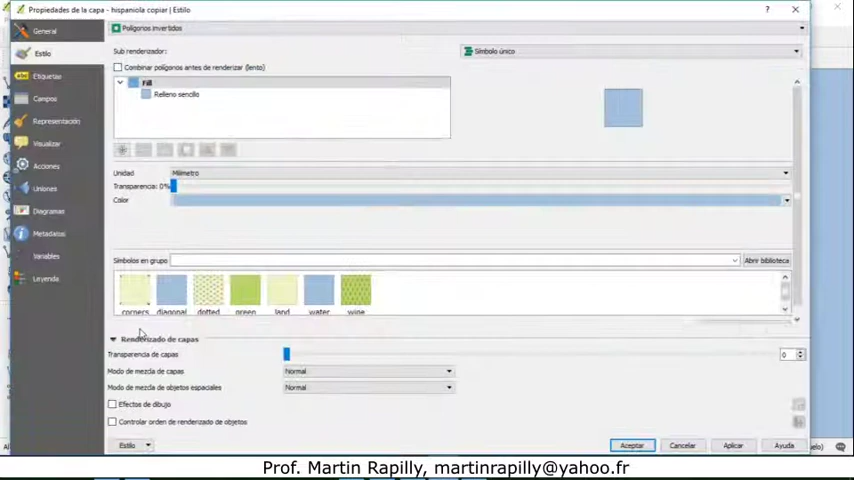 Propiedades de la capa - hispaniola copiar | Estilo
General
Estilo
Etiquetas
Campos
Representación
Visualizar
Acciones
Uniones
Diagramas
Metadatos
Variables
Leyenda
Polígonos invertidos
Sub renderizador:
Símbolo único
Combinar polígonos antes de renderizar (lento)
Fill
Relleno sencillo
Unidad
Milímetro
Transparencia: 0%
Color
Símbolos en grupo
Abrir biblioteca
corners diagonal dotted green land water wine
Renderizado de capas
Transparencia de capas
0
Modo de mezcla de capas
Normal
Modo de mezcla de objetos espaciales
Normal
Efectos de dibujo
Controlar orden de renderizado de objetos
Estilo
Aceptar
Cancelar
Aplicar
Ayuda
Prof. Martin Rapilly, martinrapilly@yahoo.fr